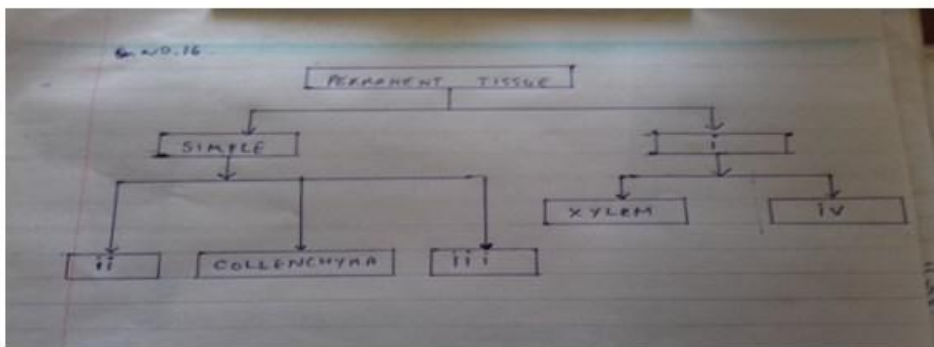 Q. NO. 16.
PERMANENT TISSUE
SIMPLE
i
XYLEM
iv
ii
COLLENCHYMA
iii